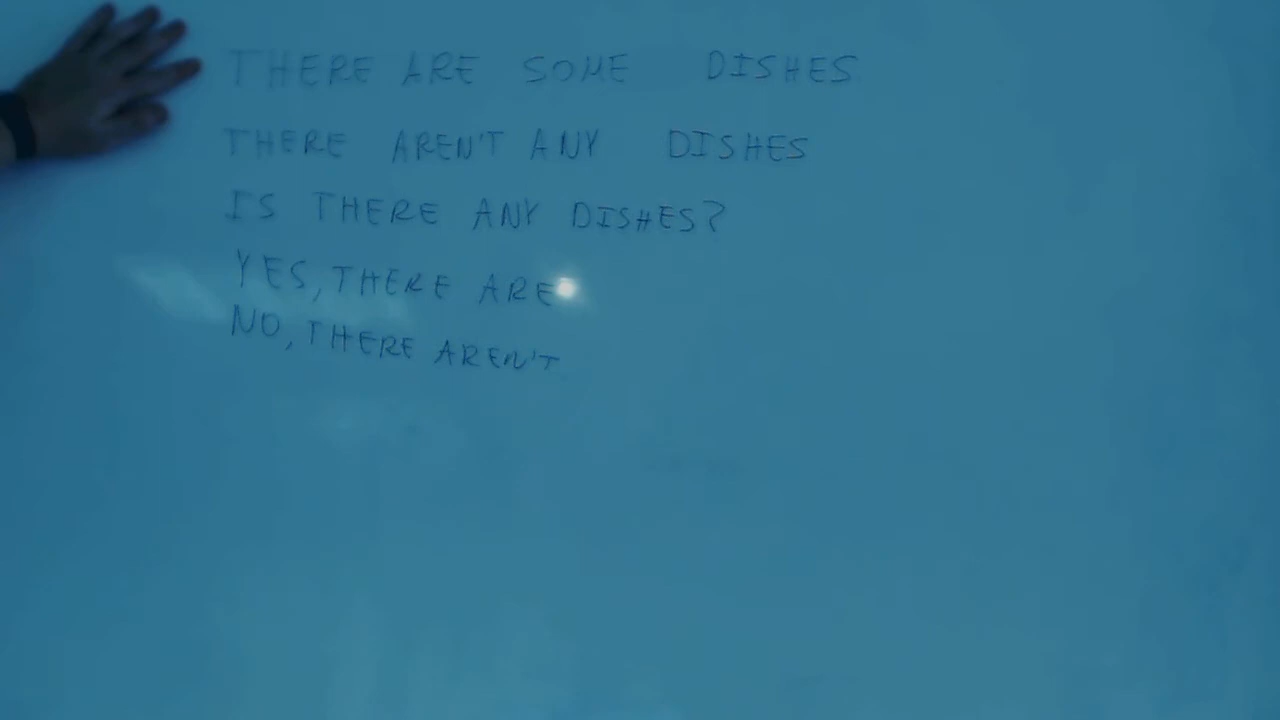 THERE ARE SOME DISHES
THERE AREN'T ANY DISHES
IS THERE ANY DISHES?
YES, THERE ARE
NO, THERE AREN'T